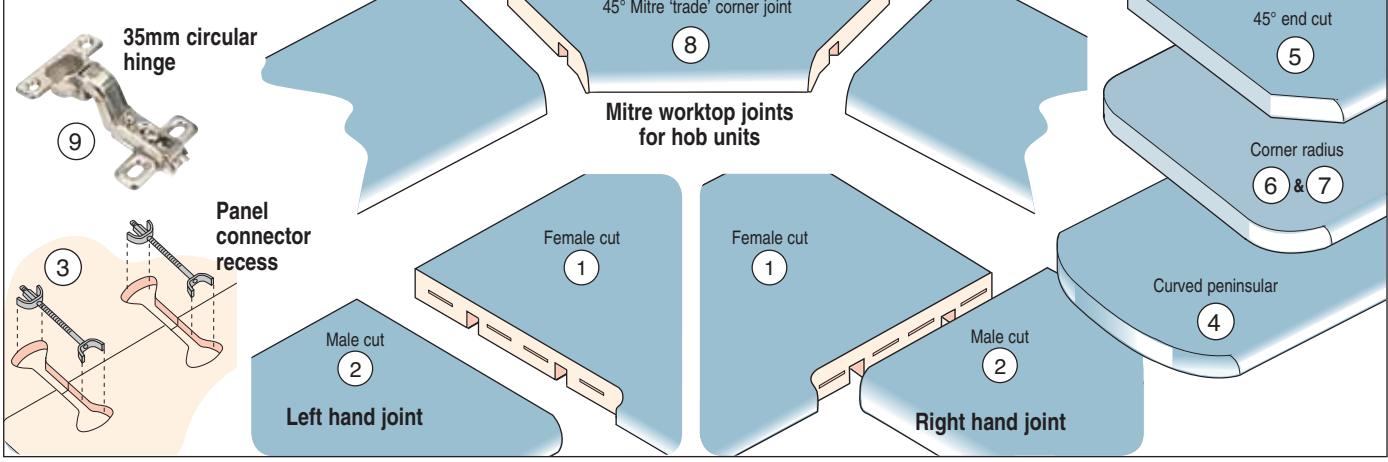 45° Mitre ‘trade’ corner joint
8
35mm circular
hinge
9
45° end cut
5
Mitre worktop joints
for hob units
Corner radius
6 & 7
Panel
connector
recess
3
Female cut
1
Female cut
1
Curved peninsular
4
Male cut
2
Left hand joint
Male cut
2
Right hand joint